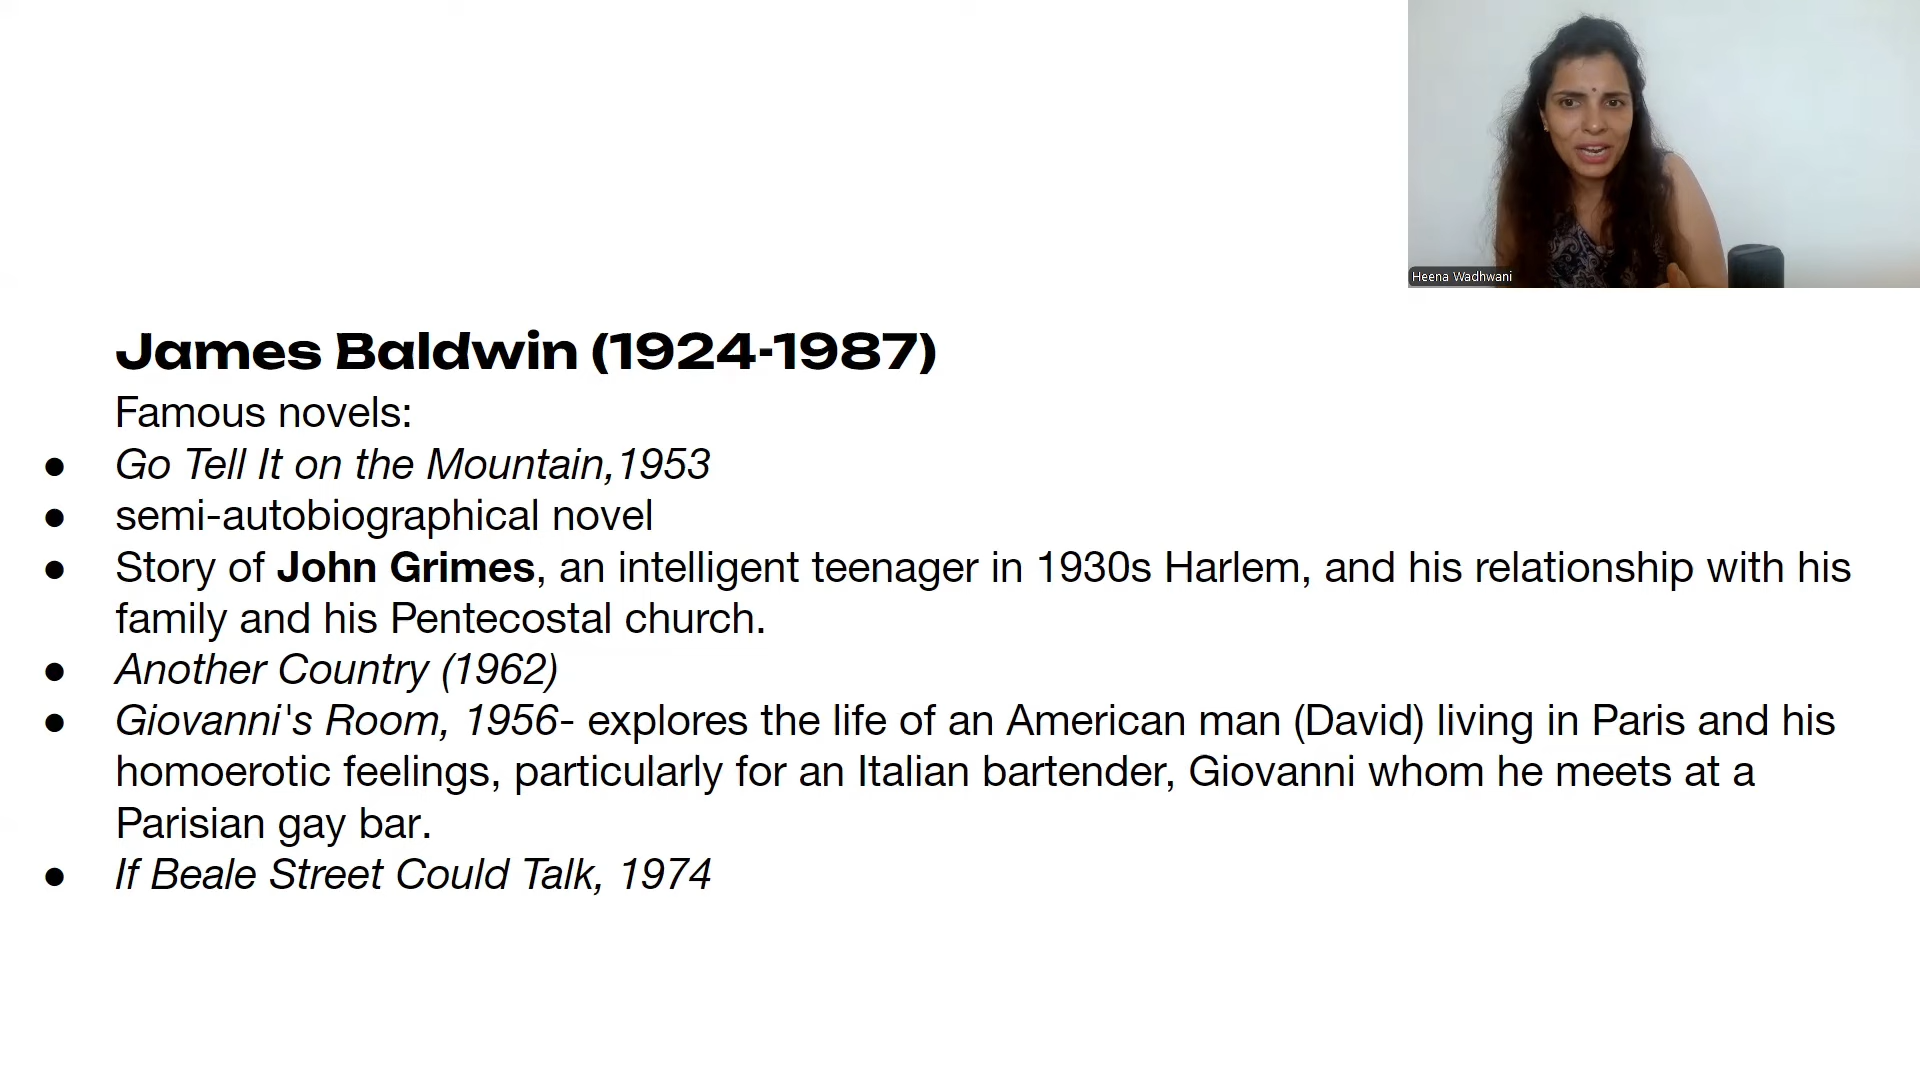 Heena Wadhwani
James Baldwin (1924-1987)
Famous novels:
● Go Tell It on the Mountain,1953
● semi-autobiographical novel
● Story of John Grimes, an intelligent teenager in 1930s Harlem, and his relationship with his
family and his Pentecostal church.
● Another Country (1962)
● Giovanni's Room, 1956- explores the life of an American man (David) living in Paris and his
homoerotic feelings, particularly for an Italian bartender, Giovanni whom he meets at a
Parisian gay bar.
● If Beale Street Could Talk, 1974